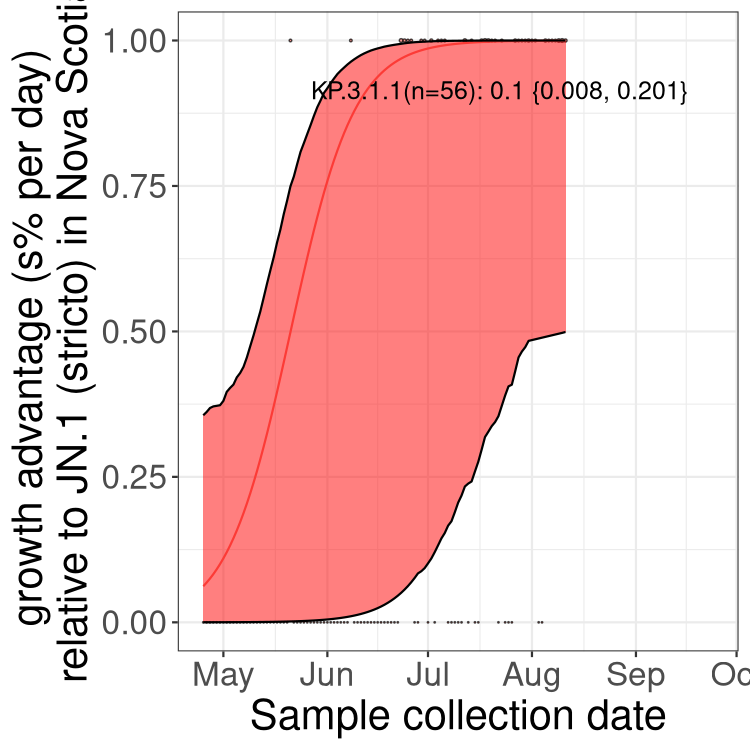 growth advantage (s% per day)
relative to JN.1 (stricto) in Nova Scotia
1.00
0.75
0.50
0.25
0.00
KP.3.1.1(n=56): 0.1 {0.008, 0.201}
May Jun Jul Aug Sep Oc
Sample collection date